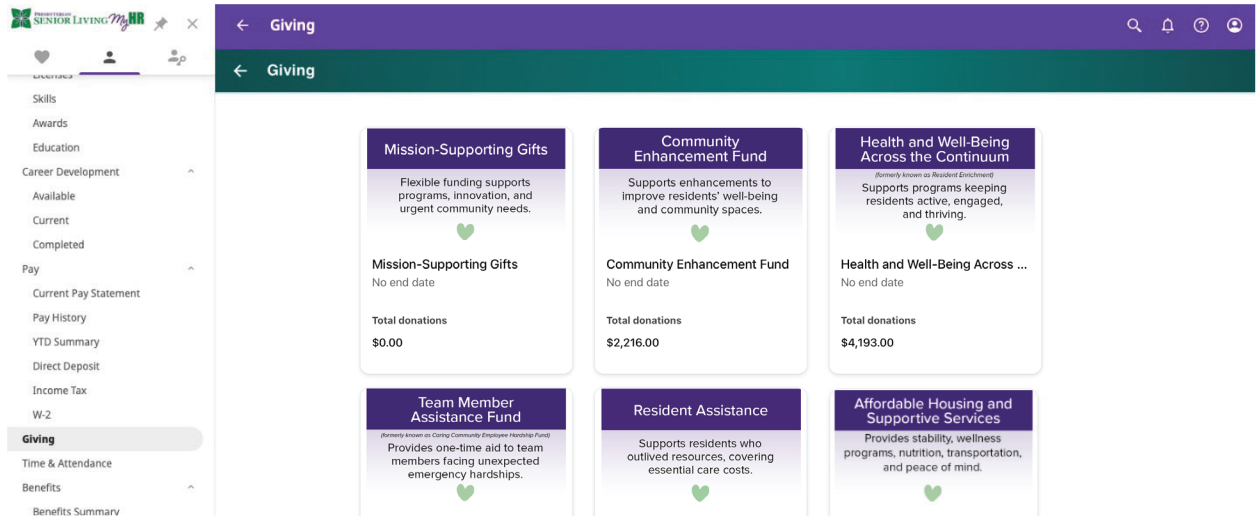 PRESBYTERIAN
SENIOR LIVING MyHR
Giving
Giving
Licenses
Skills
Awards
Education
Career Development
Available
Current
Completed
Pay
Current Pay Statement
Pay History
YTD Summary
Direct Deposit
Income Tax
W-2
Giving
Time & Attendance
Benefits
Benefits Summary
Mission-Supporting Gifts
Flexible funding supports
programs, innovation, and
urgent community needs.
Mission-Supporting Gifts
No end date
Total donations
$0.00
Community
Enhancement Fund
Supports enhancements to
improve residents' well-being
and community spaces.
Community Enhancement Fund
No end date
Total donations
$2,216.00
Health and Well-Being
Across the Continuum
(formerly known as Resident Enrichment)
Supports programs keeping
residents active, engaged,
and thriving.
Health and Well-Being Across ...
No end date
Total donations
$4,193.00
Team Member
Assistance Fund
(formerly known as Caring Community Employee Hardship Fund)
Provides one-time aid to team
members facing unexpected
emergency hardships.
Resident Assistance
Supports residents who
outlived resources, covering
essential care costs.
Affordable Housing and
Supportive Services
Provides stability, wellness
programs, nutrition, transportation,
and peace of mind.